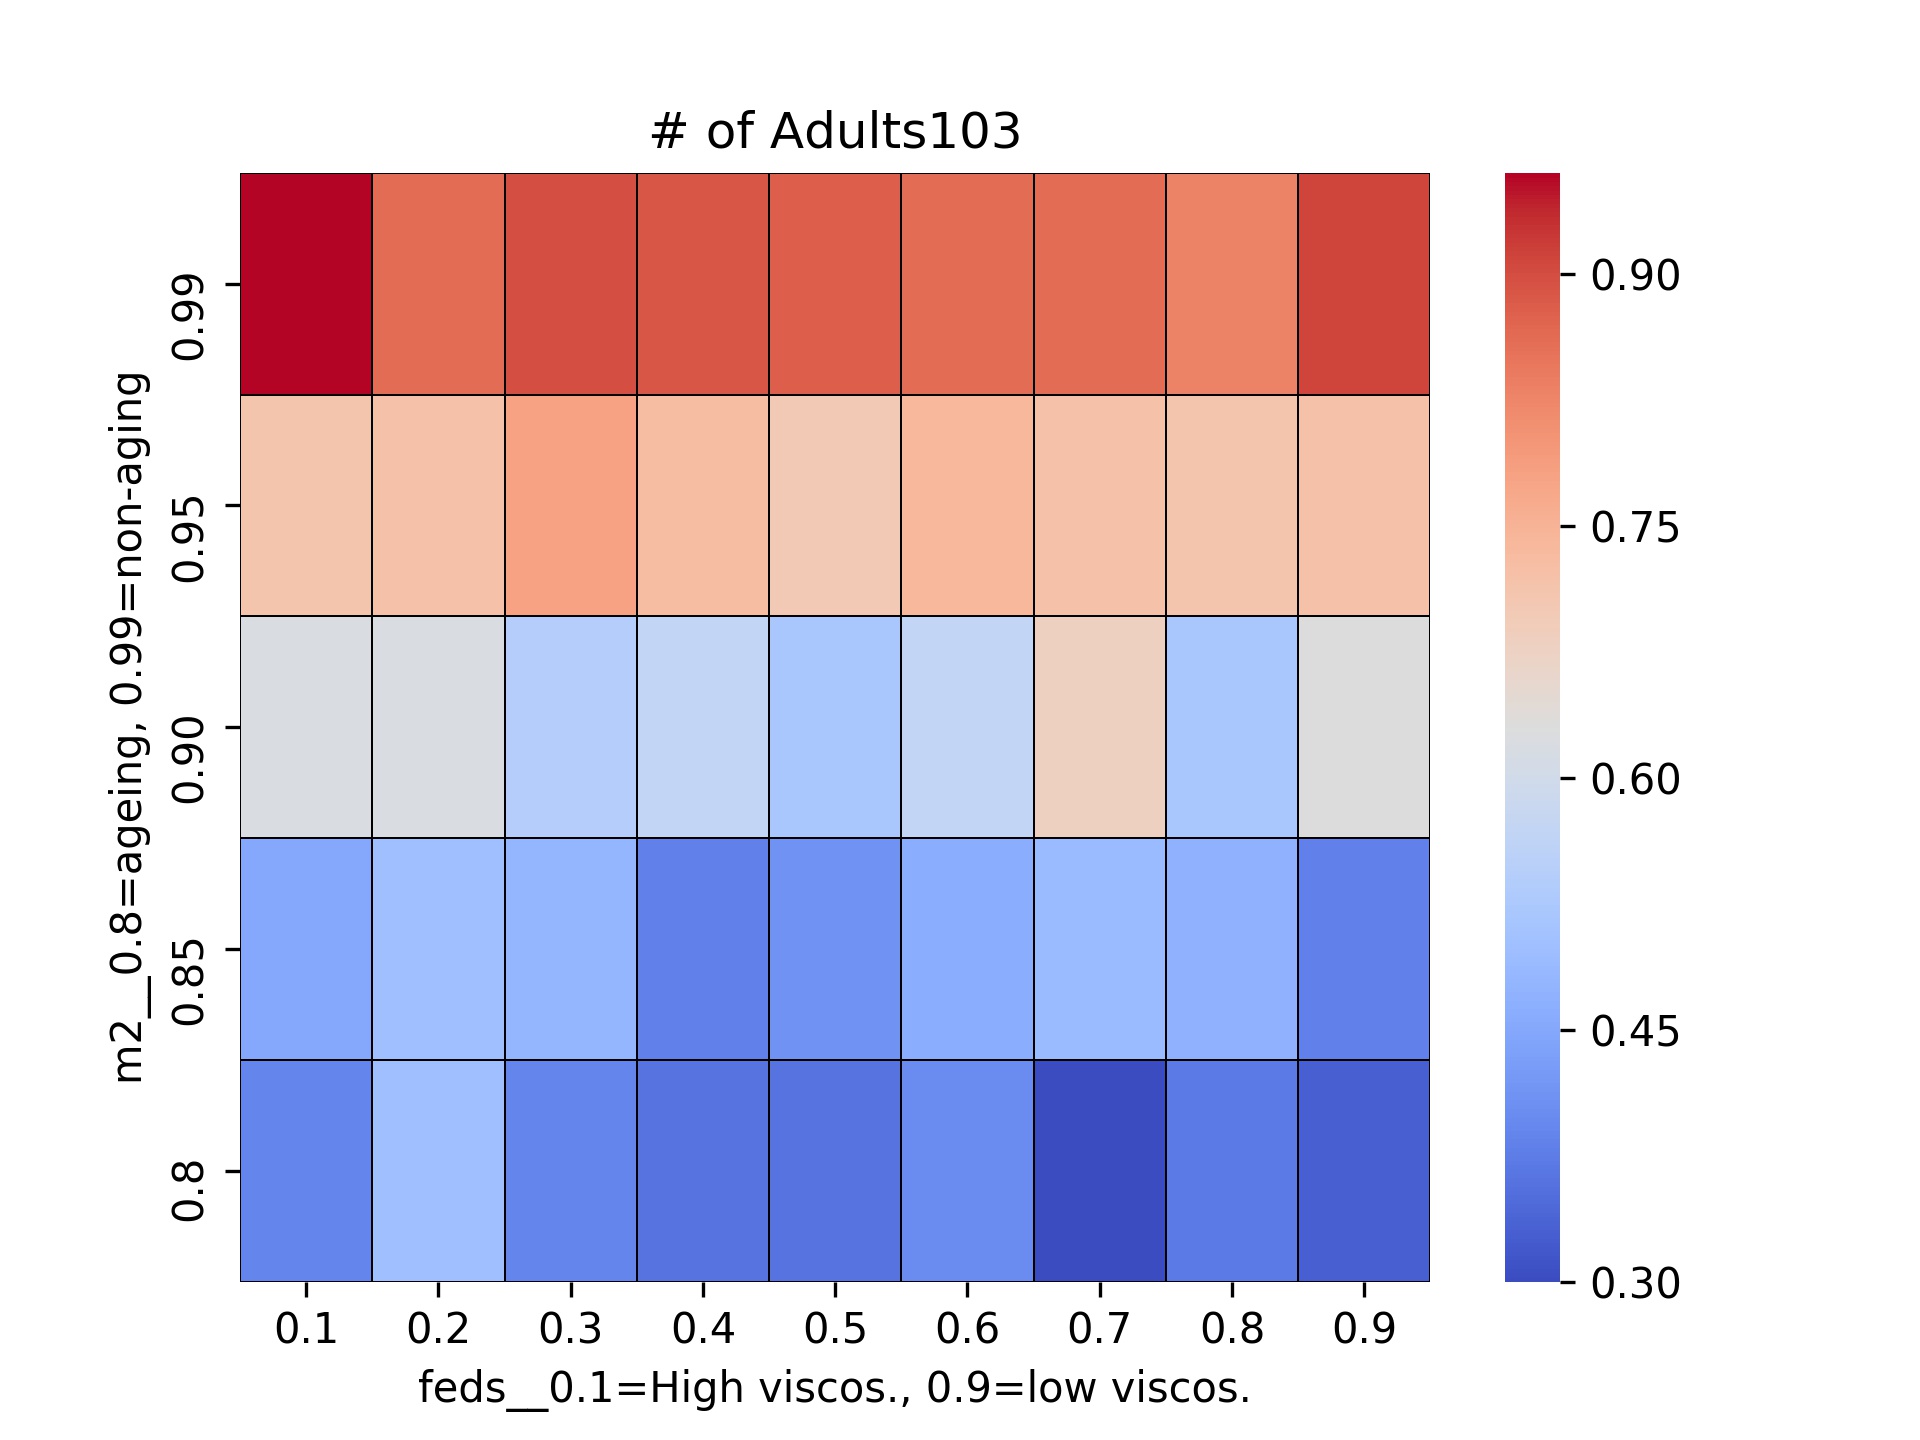 # of Adults103
m2__0.8=ageing, 0.99=non-aging
0.99
0.95
0.90
0.85
0.8
0.1 0.2 0.3 0.4 0.5 0.6 0.7 0.8 0.9
feds__0.1=High viscos., 0.9=low viscos.
0.90
0.75
0.60
0.45
0.30